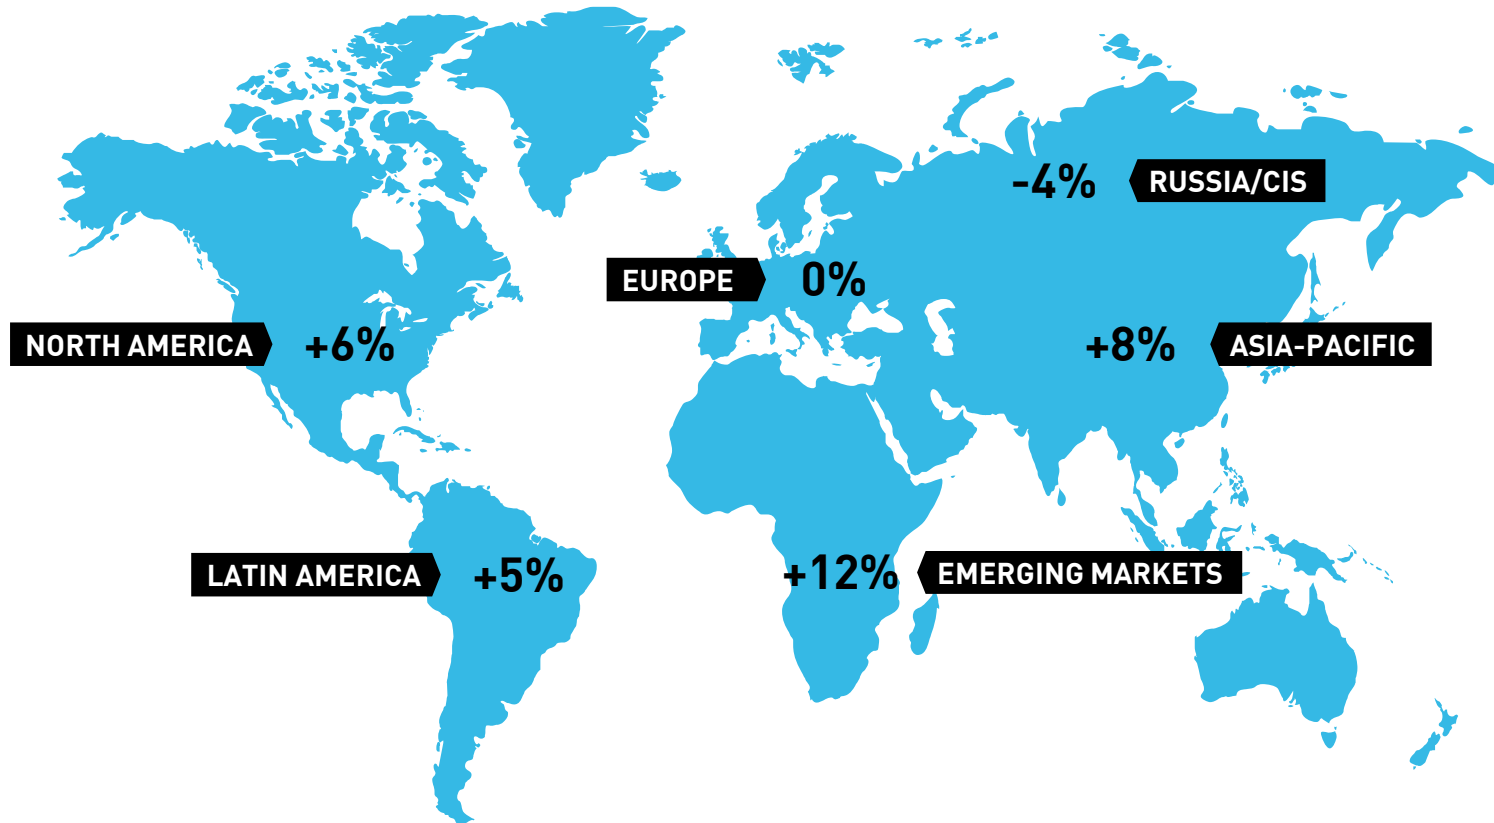 -4% RUSSIA/CIS
EUROPE 0%
NORTH AMERICA +6%
+8% ASIA-PACIFIC
LATIN AMERICA +5%
+12% EMERGING MARKETS